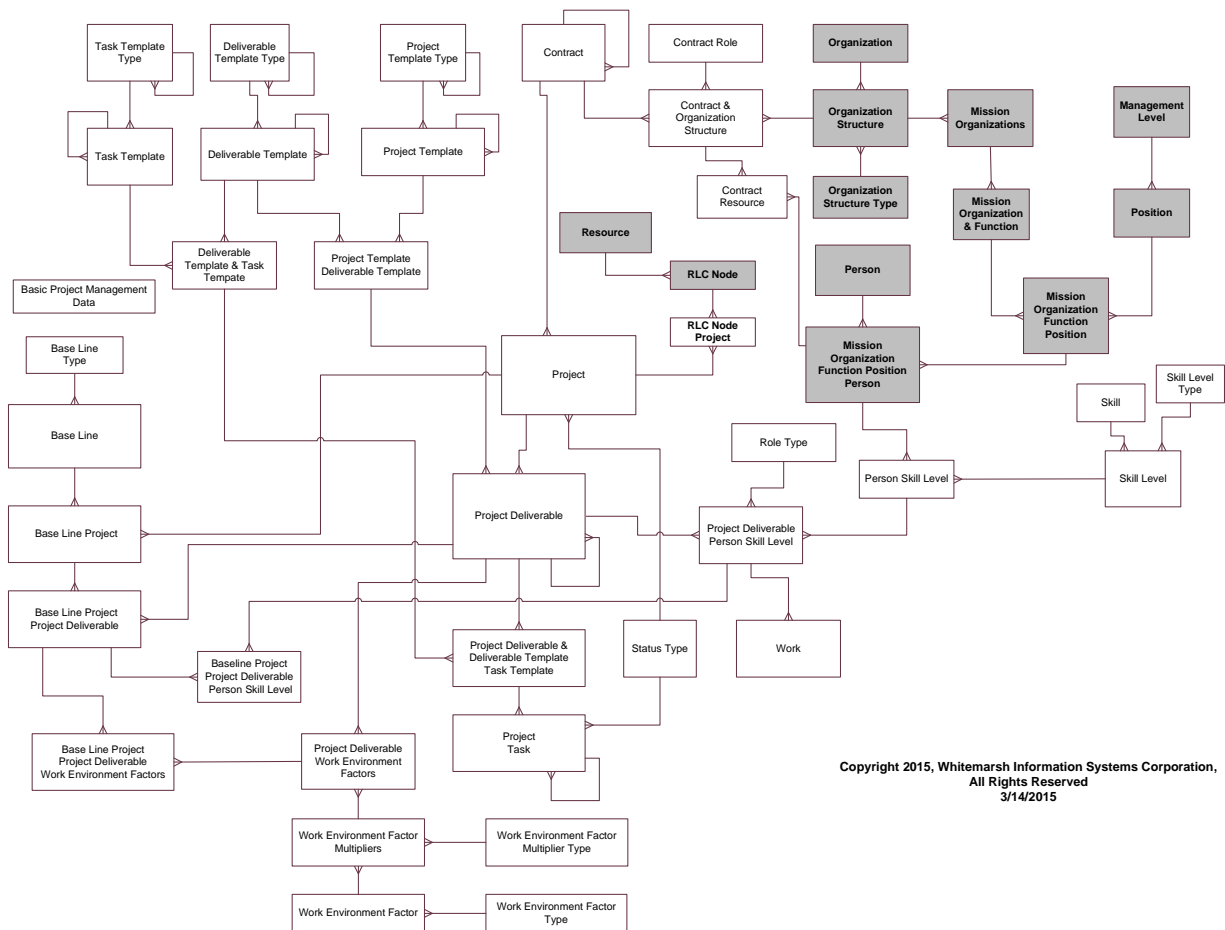 Task Template
Type
Deliverable
Template Type
Project
Template Type
Contract
Contract Role
Organization
Task Template
Deliverable Template
Project Template
Contract &
Organization
Structure
Organization
Structure
Mission
Organizations
Management
Level
Contract
Resource
Organization
Structure Type
Mission
Organization
& Function
Position
Resource
Deliverable
Template & Task
Tempate
Project Template
Deliverable Template
Basic Project Management
Data
RLC Node
Person
Mission
Organization
Function
Position
RLC Node
Project
Base Line
Type
Project
Mission
Organization
Function Position
Person
Skill Level
Type
Skill
Base Line
Role Type
Person Skill Level
Skill Level
Base Line Project
Project Deliverable
Project Deliverable
Person Skill Level
Base Line Project
Project Deliverable
Baseline Project
Project Deliverable
Person Skill Level
Project Deliverable &
Deliverable Template
Task Template
Status Type
Work
Base Line Project
Project Deliverable
Work Environment Factors
Project Deliverable
Work Environment
Factors
Project
Task
Copyright 2015, Whitemarsh Information Systems Corporation,
All Rights Reserved
3/14/2015
Work Environment Factor
Multipliers
Work Environment Factor
Multiplier Type
Work Environment Factor
Work Environment Factor
Type